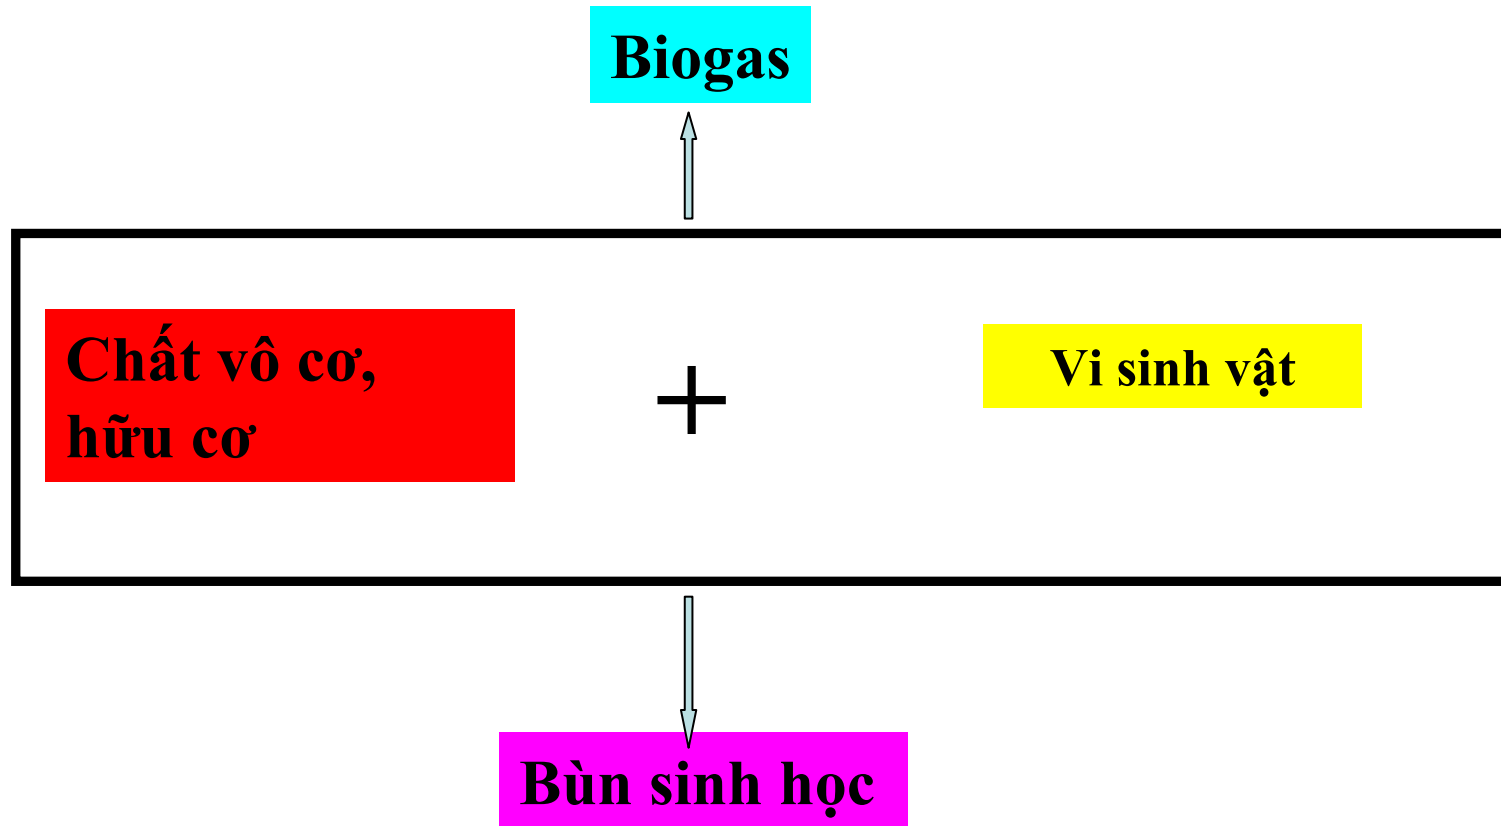 Biogas
Chất vô cơ,
hữu cơ
+
Vi sinh vật
Bùn sinh học